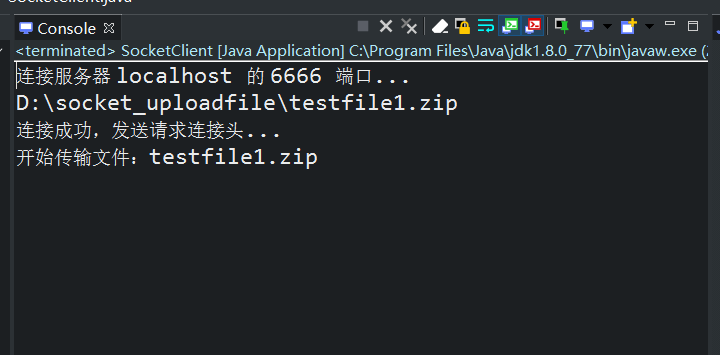 Console
<terminated> SocketClient [Java Application] C:\Program Files\Java\jdk1.8.0_77\bin\javaw.exe (
连接服务器 localhost 的 6666 端口...
D:\socket_uploadfile\testfile1.zip
连接成功，发送请求连接头...
开始传输文件：testfile1.zip